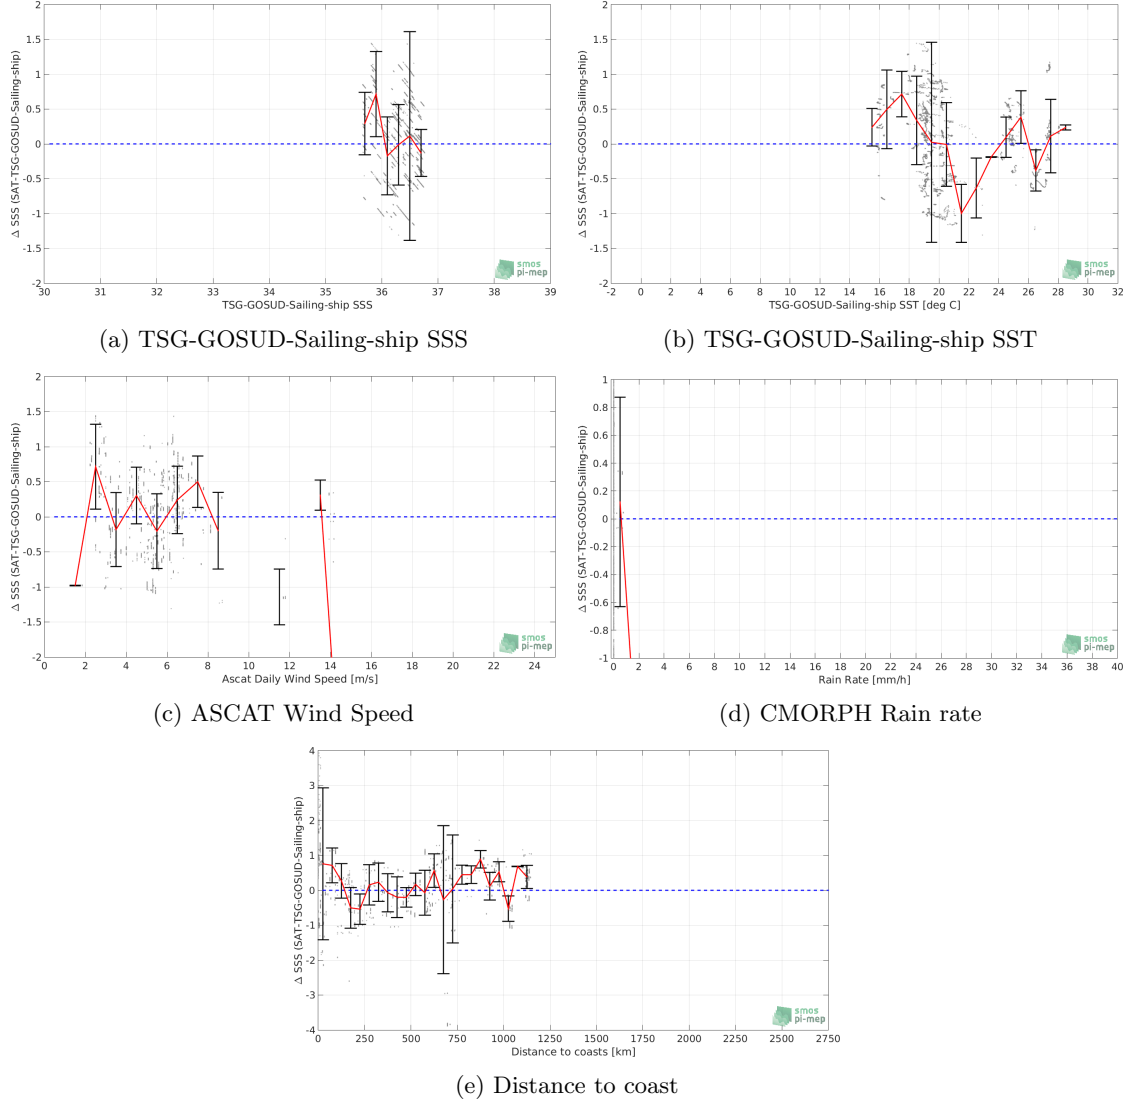 2
1.5
1
0.5
0
-0.5
-1
-1.5
-2
Δ SSS (SAT-TSG-GOSUD-Sailing-ship)
30 31 32 33 34 35 36 37 38 39
TSG-GOSUD-Sailing-ship SSS
smos
pi-mep
(a) TSG-GOSUD-Sailing-ship SSS
2
1.5
1
0.5
0
-0.5
-1
-1.5
-2
Δ SSS (SAT-TSG-GOSUD-Sailing-ship)
-2 0 2 4 6 8 10 12 14 16 18 20 22 24 26 28 30 32
TSG-GOSUD-Sailing-ship SST [deg C]
smos
pi-mep
(b) TSG-GOSUD-Sailing-ship SST
2
1.5
1
0.5
0
-0.5
-1
-1.5
-2
Δ SSS (SAT-TSG-GOSUD-Sailing-ship)
0 2 4 6 8 10 12 14 16 18 20 22 24
Ascat Daily Wind Speed [m/s]
smos
pi-mep
(c) ASCAT Wind Speed
1
0.8
0.6
0.4
0.2
0
-0.2
-0.4
-0.6
-0.8
-1
Δ SSS (SAT-TSG-GOSUD-Sailing-ship)
0 2 4 6 8 10 12 14 16 18 20 22 24 26 28 30 32 34 36 38 40
Rain Rate [mm/h]
smos
pi-mep
(d) CMORPH Rain rate
4
3
2
1
0
-1
-2
-3
-4
Δ SSS (SAT-TSG-GOSUD-Sailing-ship)
0 250 500 750 1000 1250 1500 1750 2000 2250 2500 2750
Distance to coasts [km]
smos
pi-mep
(e) Distance to coast